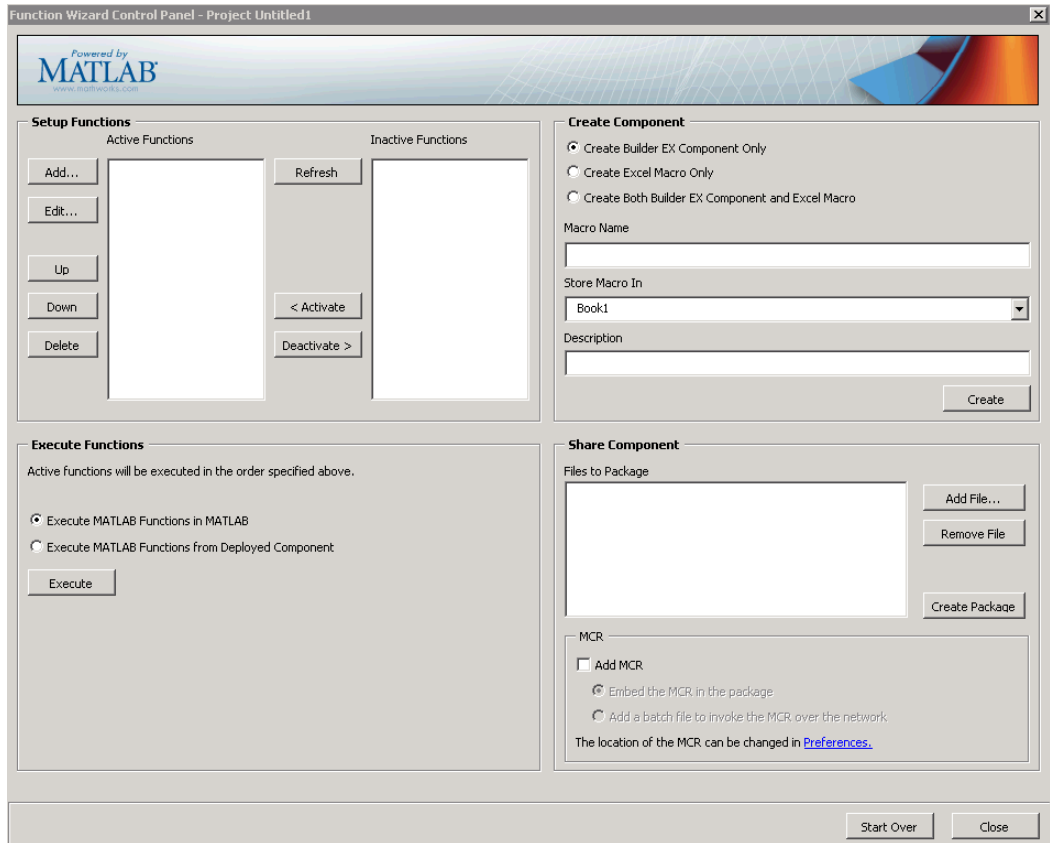 Function Wizard Control Panel - Project Untitled1
Powered by
MATLAB®
www.mathworks.com
Setup Functions
Active Functions
Inactive Functions
Add...
Refresh
Edit...
Up
Down
< Activate
Delete
Deactivate >
Create Component
Create Builder EX Component Only
Create Excel Macro Only
Create Both Builder EX Component and Excel Macro
Macro Name
Store Macro In
Book1
Description
Create
Execute Functions
Active functions will be executed in the order specified above.
Execute MATLAB Functions in MATLAB
Execute MATLAB Functions from Deployed Component
Execute
Share Component
Files to Package
Add File...
Remove File
Create Package
MCR
Add MCR
Embed the MCR in the package
Add a batch file to invoke the MCR over the network
The location of the MCR can be changed in Preferences.
Start Over
Close